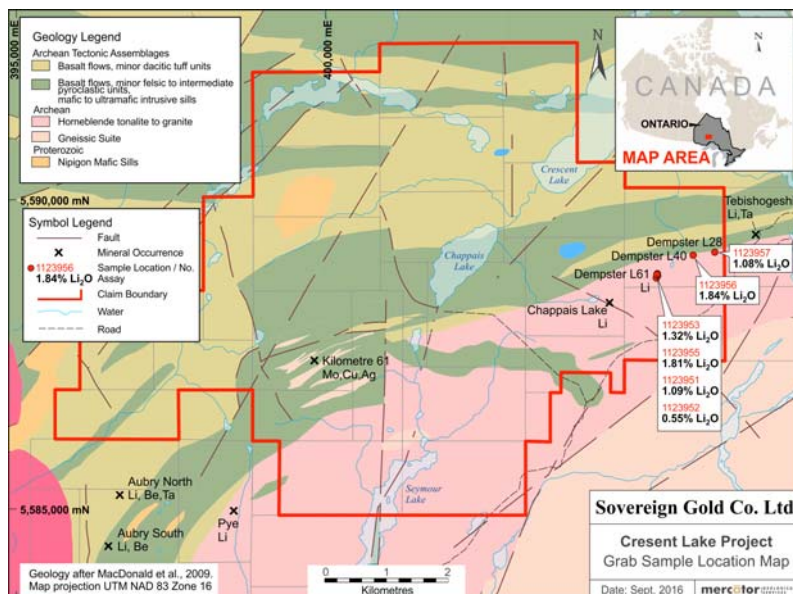 395,000 mE
400,000 mE
Geology Legend
Archean Tectonic Assemblages
Basalt flows, minor dacitic tuff units
Basalt flows, minor felsic to intermediate
pyroclastic units,
mafic to ultramafic intrusive sills
Archean
Horneblende tonalite to granite
Gneissic Suite
Proterozoic
Nipigon Mafic Sills
N
CANADA
ONTARIO
MAP AREA
N
5,590,000 mN
Symbol Legend
Fault
Mineral Occurrence
1123956
1.84% Li2O
Sample Location / No.
Assay
Claim Boundary
Water
Road
Crescent
Lake
Chappais
Lake
Tebishogesh
Li,Ta
Dempster L28
Dempster L40
Dempster L61
Li
1123957
1.08% Li2O
1123956
1.84% Li2O
Chappais Lake
Li
1123953
1.32% Li2O
1123955
1.81% Li2O
1123951
1.09% Li2O
1123952
0.55% Li2O
Kilometre 61
Mo,Cu,Ag
Aubry North
Li, Be,Ta
Aubry South
Li, Be
Pye
Li
Seymour
Lake
5,585,000 mN
Geology after MacDonald et al., 2009.
Map projection UTM NAD 83 Zone 16
0 1 2
Kilometres
Sovereign Gold Co. Ltd
Cresent Lake Project
Grab Sample Location Map
Date: Sept. 2016
mercator